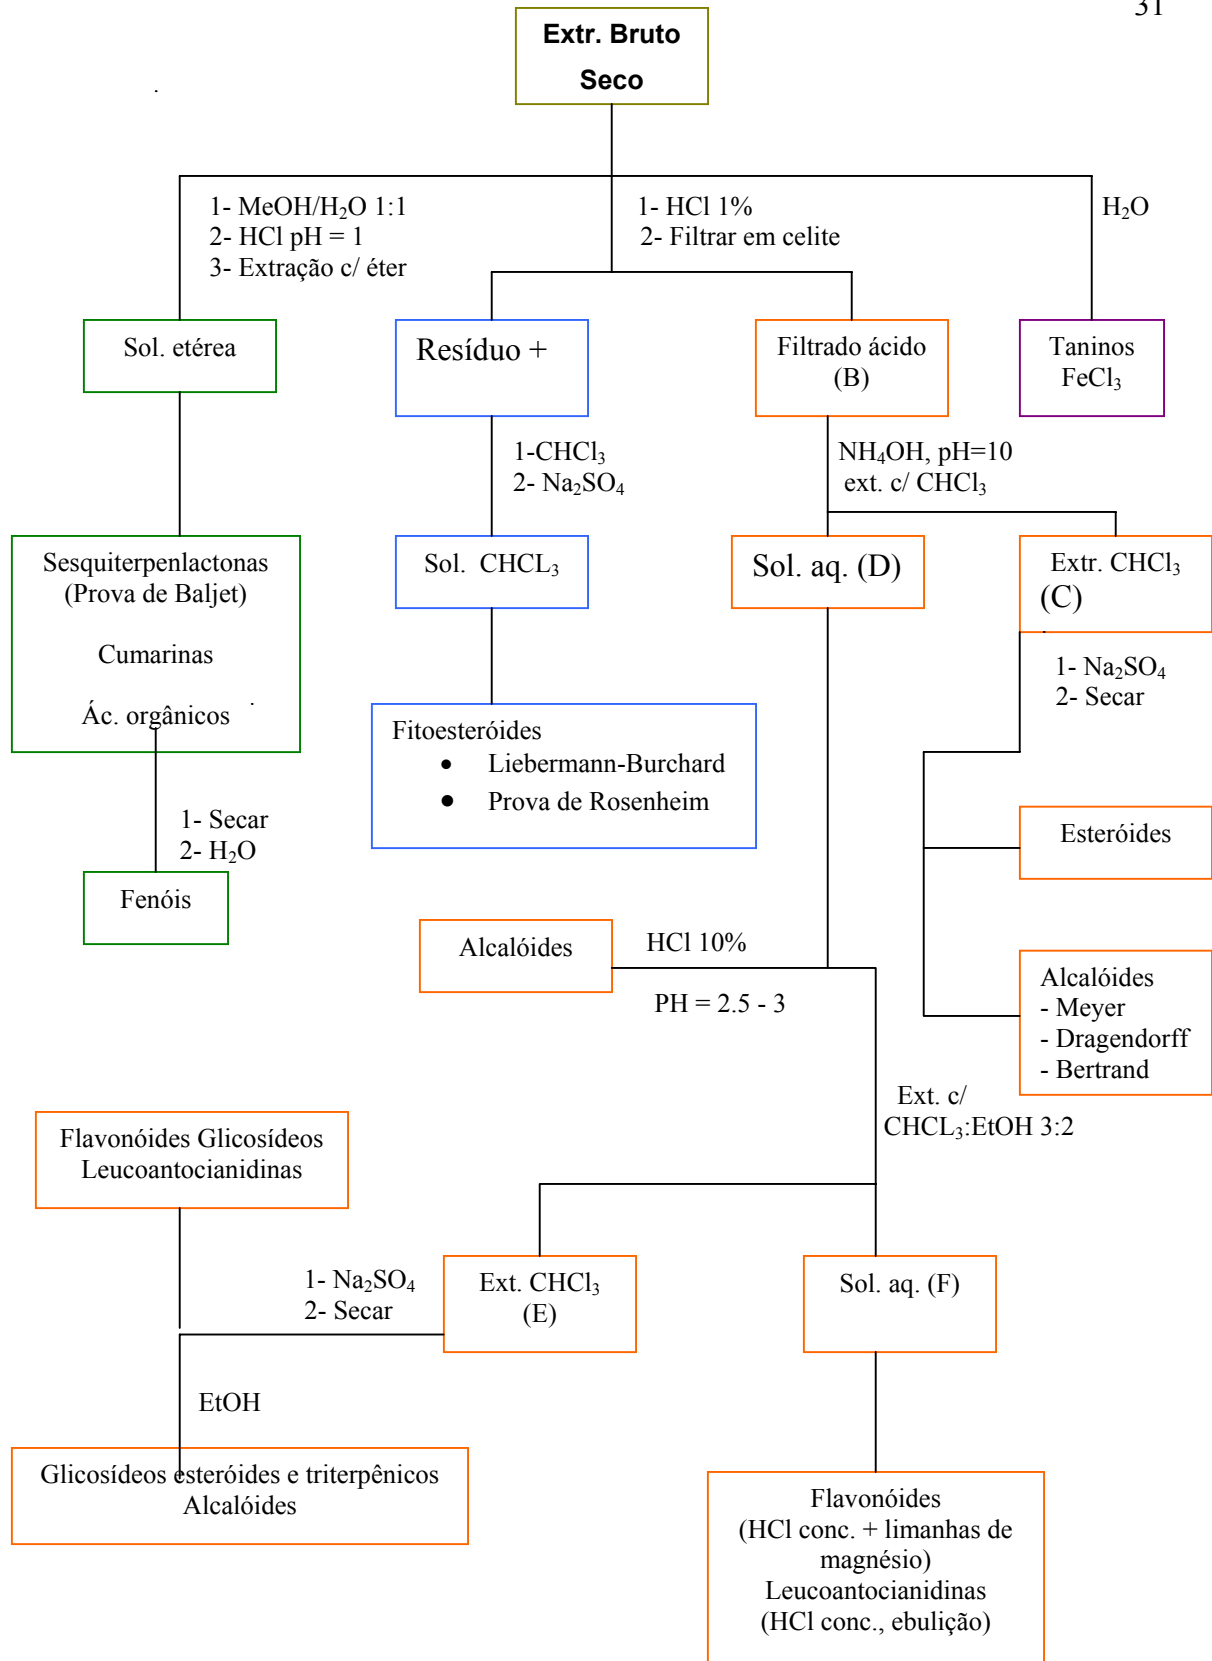 31
Extr. Bruto
Seco
1- MeOH/H₂O 1:1
2- HCl pH = 1
3- Extração c/ éter
1- HCl 1%
2- Filtrar em celite
H₂O
Sol. etérea
Resíduo +
Filtrado ácido
(B)
Taninos
FeCl₃
1-CHCl₃
2- Na₂SO₄
NH₄OH, pH=10
ext. c/ CHCl₃
Sesquiterpenlactonas
(Prova de Baljet)
Cumarinas
Ác. orgânicos
Sol. CHCL₃
Sol. aq. (D)
Extr. CHCl₃
(C)
1- Na₂SO₄
2- Secar
Fitoesteróides
• Liebermann-Burchard
• Prova de Rosenheim
1- Secar
2- H₂O
Esteróides
Fenóis
Alcalóides
HCl 10%
PH = 2.5 - 3
Alcalóides
- Meyer
- Dragendorff
- Bertrand
Ext. c/
CHCL₃:EtOH 3:2
Flavonóides Glicosídeos
Leucoantocianidinas
1- Na₂SO₄
2- Secar
Ext. CHCl₃
(E)
Sol. aq. (F)
EtOH
Glicosídeos esteróides e triterpênicos
Alcalóides
Flavonóides
(HCl conc. + limanhas de
magnésio)
Leucoantocianidinas
(HCl conc., ebulição)